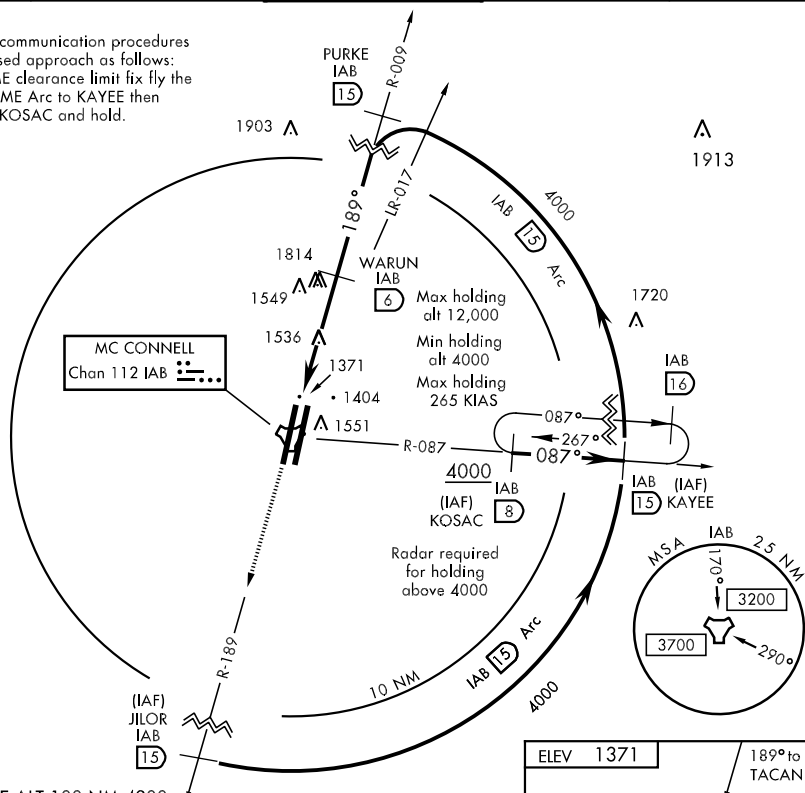 communication procedures
sed approach as follows:
E clearance limit fix fly the
ME Arc to KAYEE then
KOSAC and hold.
PURKE
IAB
15
R-009
1903
1913
LR-017
189°
4000
IAB 15 Arc
1814
WARUN
IAB
6
1549
Max holding
alt 12,000
Min holding
alt 4000
Max holding
265 KIAS
1720
1536
MC CONNELL
Chan 112 IAB
1371
1404
1551
IAB
16
087°
267°
R-087
087°
4000
(IAF)
KOSAC
IAB
8
IAB
15
(IAF)
KAYEE
Radar required
for holding
above 4000
MSA IAB 25 NM
170°
3200
3700
290°
R-189
10 NM
IAB 15 Arc
4000
(IAF)
JILOR
IAB
15
ELEV 1371
189° to
TACAN